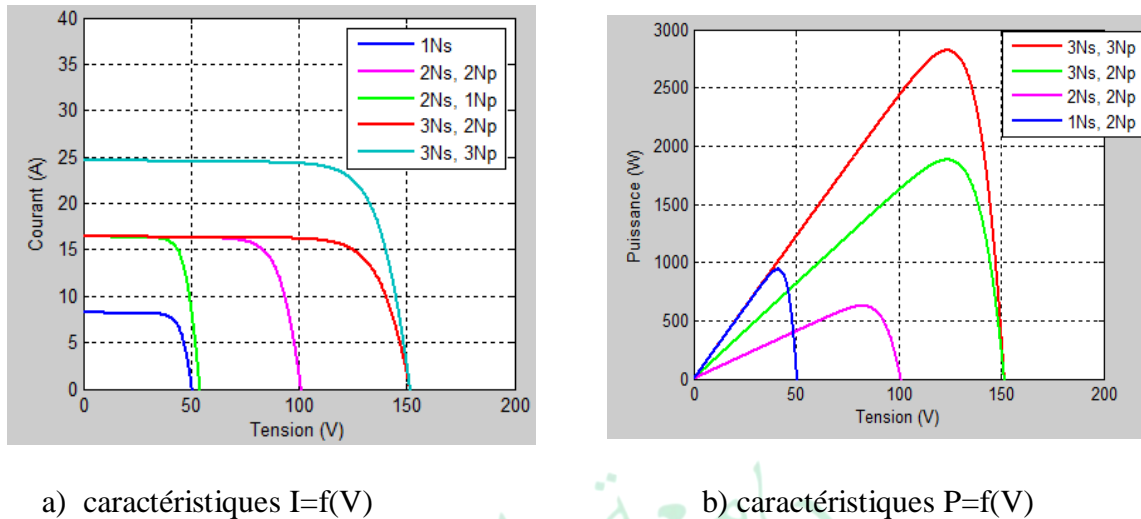 40
35
30
25
20
15
10
5
0
Courant (A)
0 50 100 150 200
Tension (V)
1Ns
2Ns, 2Np
2Ns, 1Np
3Ns, 2Np
3Ns, 3Np
3000
2500
2000
1500
1000
500
0
Puissance (W)
0 50 100 150 200
Tension (V)
3Ns, 3Np
3Ns, 2Np
2Ns, 2Np
1Ns, 2Np
a) caractéristiques I=f(V)
b) caractéristiques P=f(V)